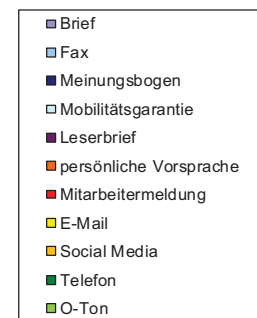 Brief
Fax
Meinungsbogen
Mobilitätsgarantie
Leserbrief
persönliche Vorsprache
Mitarbeitermeldung
E-Mail
Social Media
Telefon
O-Ton